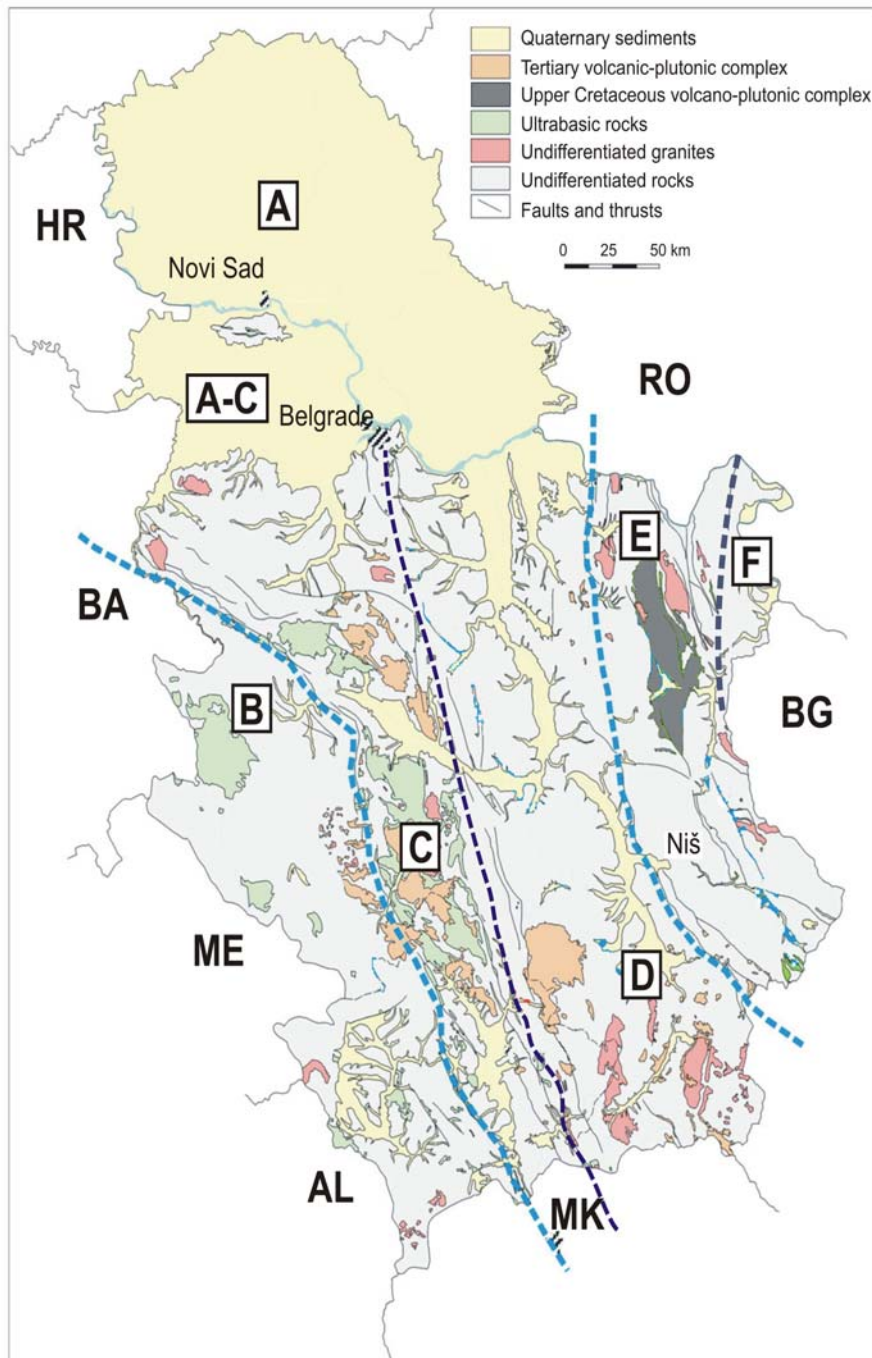 Quaternary sediments
Tertiary volcanic-plutonic complex
Upper Cretaceous volcano-plutonic complex
Ultrabasic rocks
Undifferentiated granites
Undifferentiated rocks
Faults and thrusts
0 50 km
A
HR
Novi Sad
RO
A-C
Belgrade
E
F
BA
B
BG
C
Niš
ME
D
AL
MK